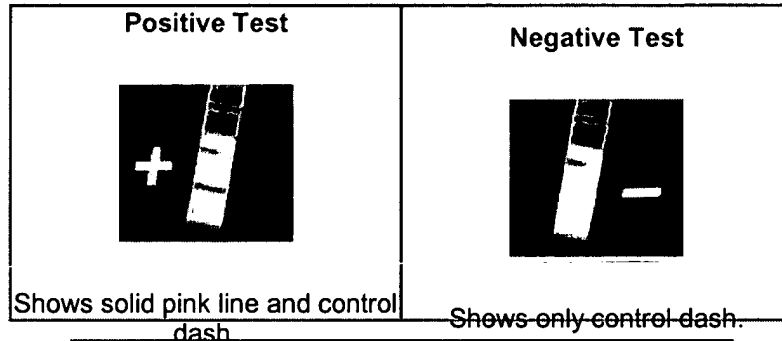 Positive Test
Negative Test
Shows solid pink line and control
dash
Shows only control dash.